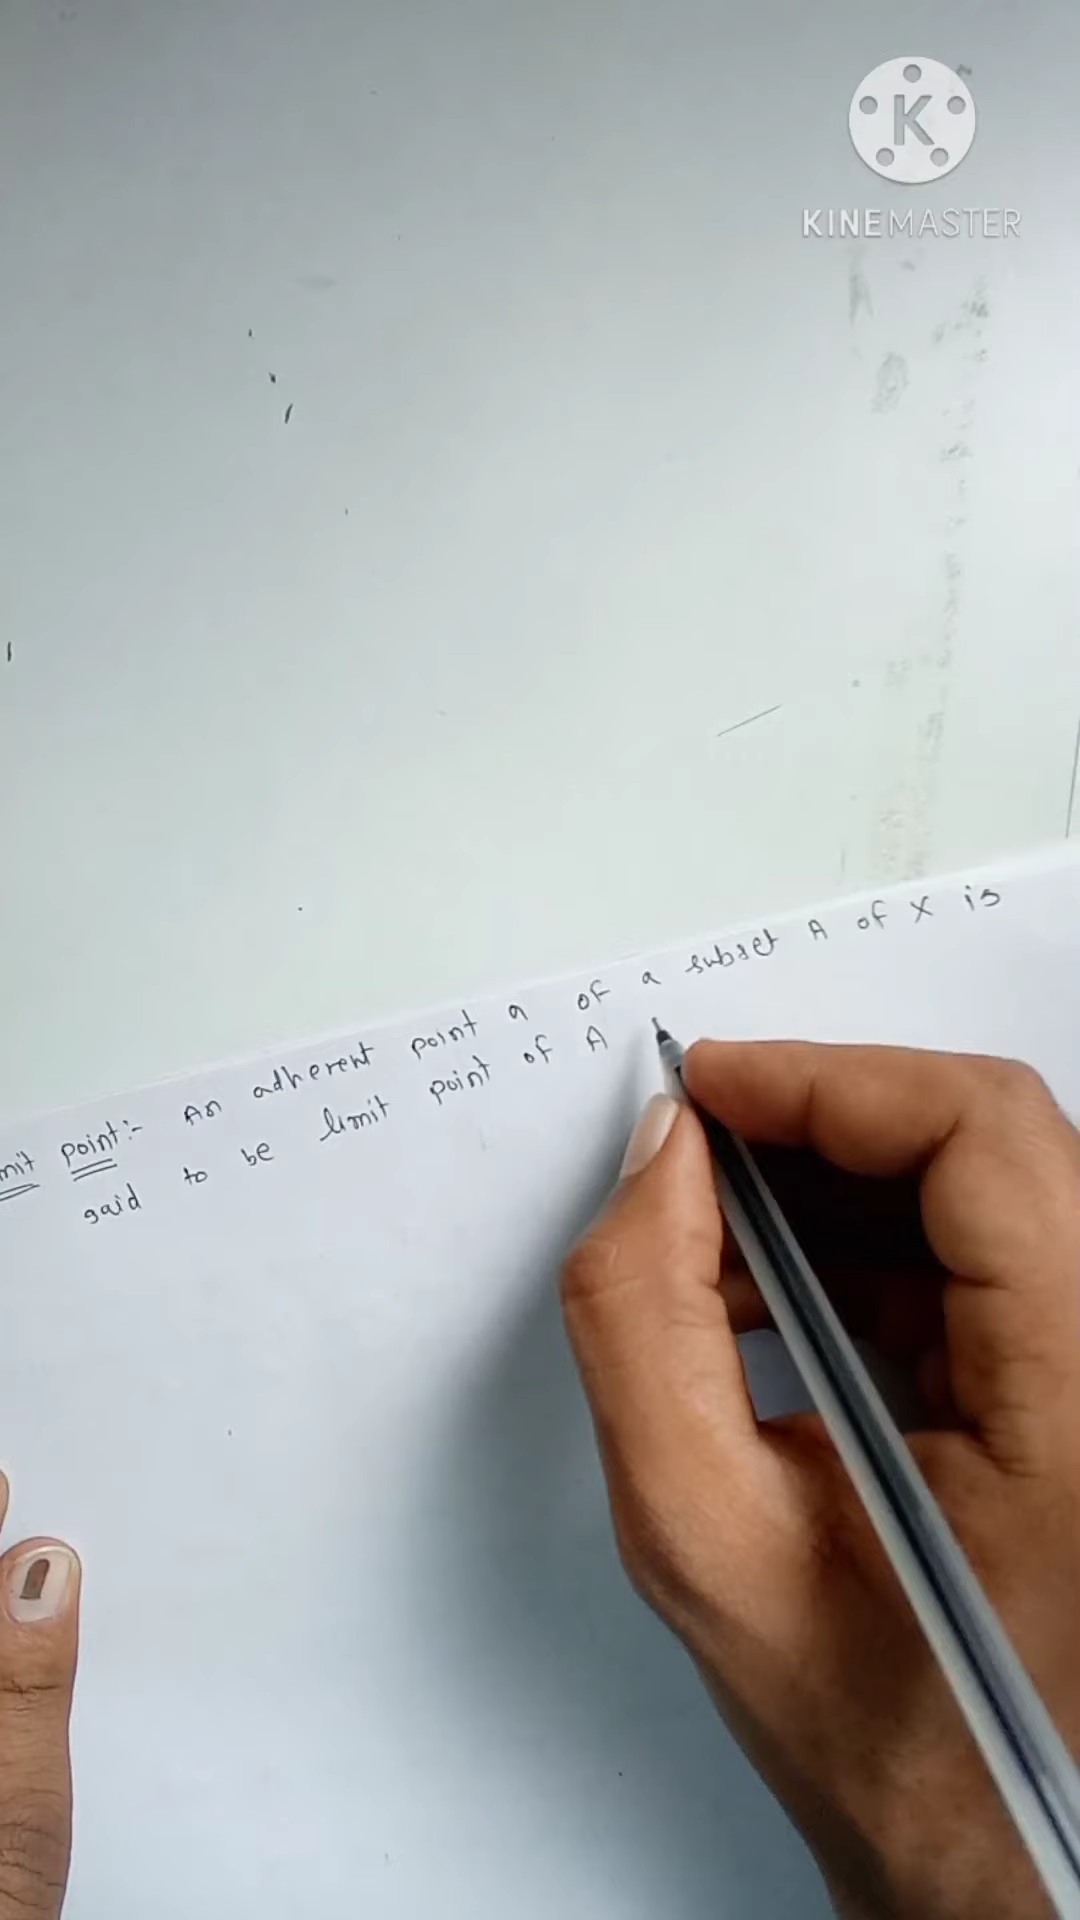 KINEMASTER
mit point:- An adherent point a of a subset A of X is
said to be limit point of A